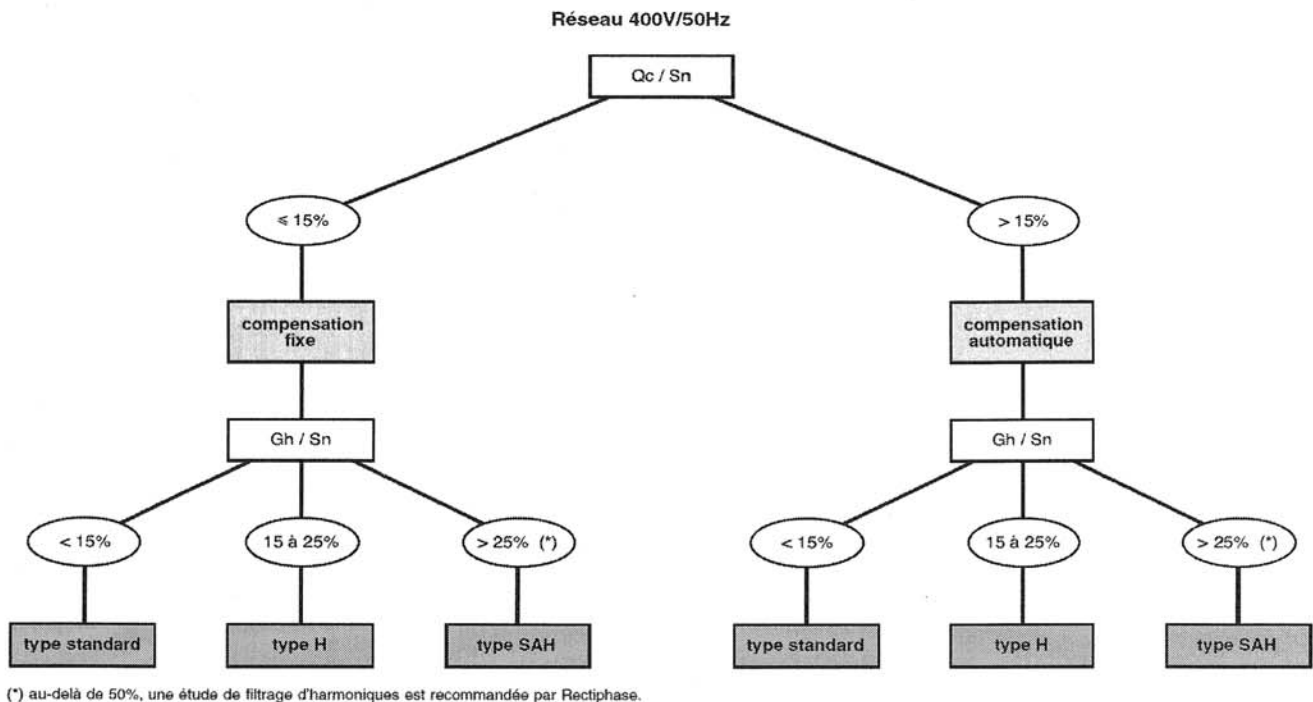 Réseau 400V/50Hz
Qc / Sn
⩽ 15%
> 15%
compensation
fixe
compensation
automatique
Gh / Sn
Gh / Sn
< 15%
15 à 25%
> 25% (*)
< 15%
15 à 25%
> 25% (*)
type standard
type H
type SAH
type standard
type H
type SAH
(*) au-delà de 50%, une étude de filtrage d'harmoniques est recommandée par Rectiphase.